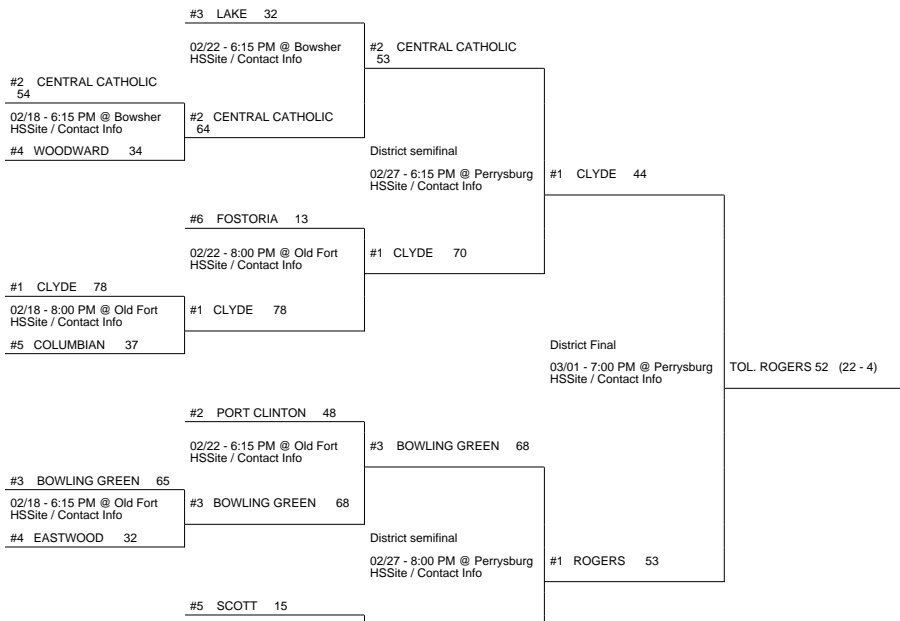 #3 LAKE 32
02/22 - 6:15 PM @ Bowsher
HSSite / Contact Info
#2 CENTRAL CATHOLIC
53
#2 CENTRAL CATHOLIC
54
02/18 - 6:15 PM @ Bowsher
HSSite / Contact Info
#2 CENTRAL CATHOLIC
64
#4 WOODWARD 34
District semifinal
02/27 - 6:15 PM @ Perrysburg
HSSite / Contact Info
#1 CLYDE 44
#6 FOSTORIA 13
02/22 - 8:00 PM @ Old Fort
HSSite / Contact Info
#1 CLYDE 70
#1 CLYDE 78
02/18 - 8:00 PM @ Old Fort
HSSite / Contact Info
#1 CLYDE 78
#5 COLUMBIAN 37
District Final
03/01 - 7:00 PM @ Perrysburg
HSSite / Contact Info
TOL. ROGERS 52 (22 - 4)
#2 PORT CLINTON 48
02/22 - 6:15 PM @ Old Fort
HSSite / Contact Info
#3 BOWLING GREEN 68
#3 BOWLING GREEN 65
02/18 - 6:15 PM @ Old Fort
HSSite / Contact Info
#3 BOWLING GREEN 68
#4 EASTWOOD 32
District semifinal
02/27 - 8:00 PM @ Perrysburg
HSSite / Contact Info
#1 ROGERS 53
#5 SCOTT 15